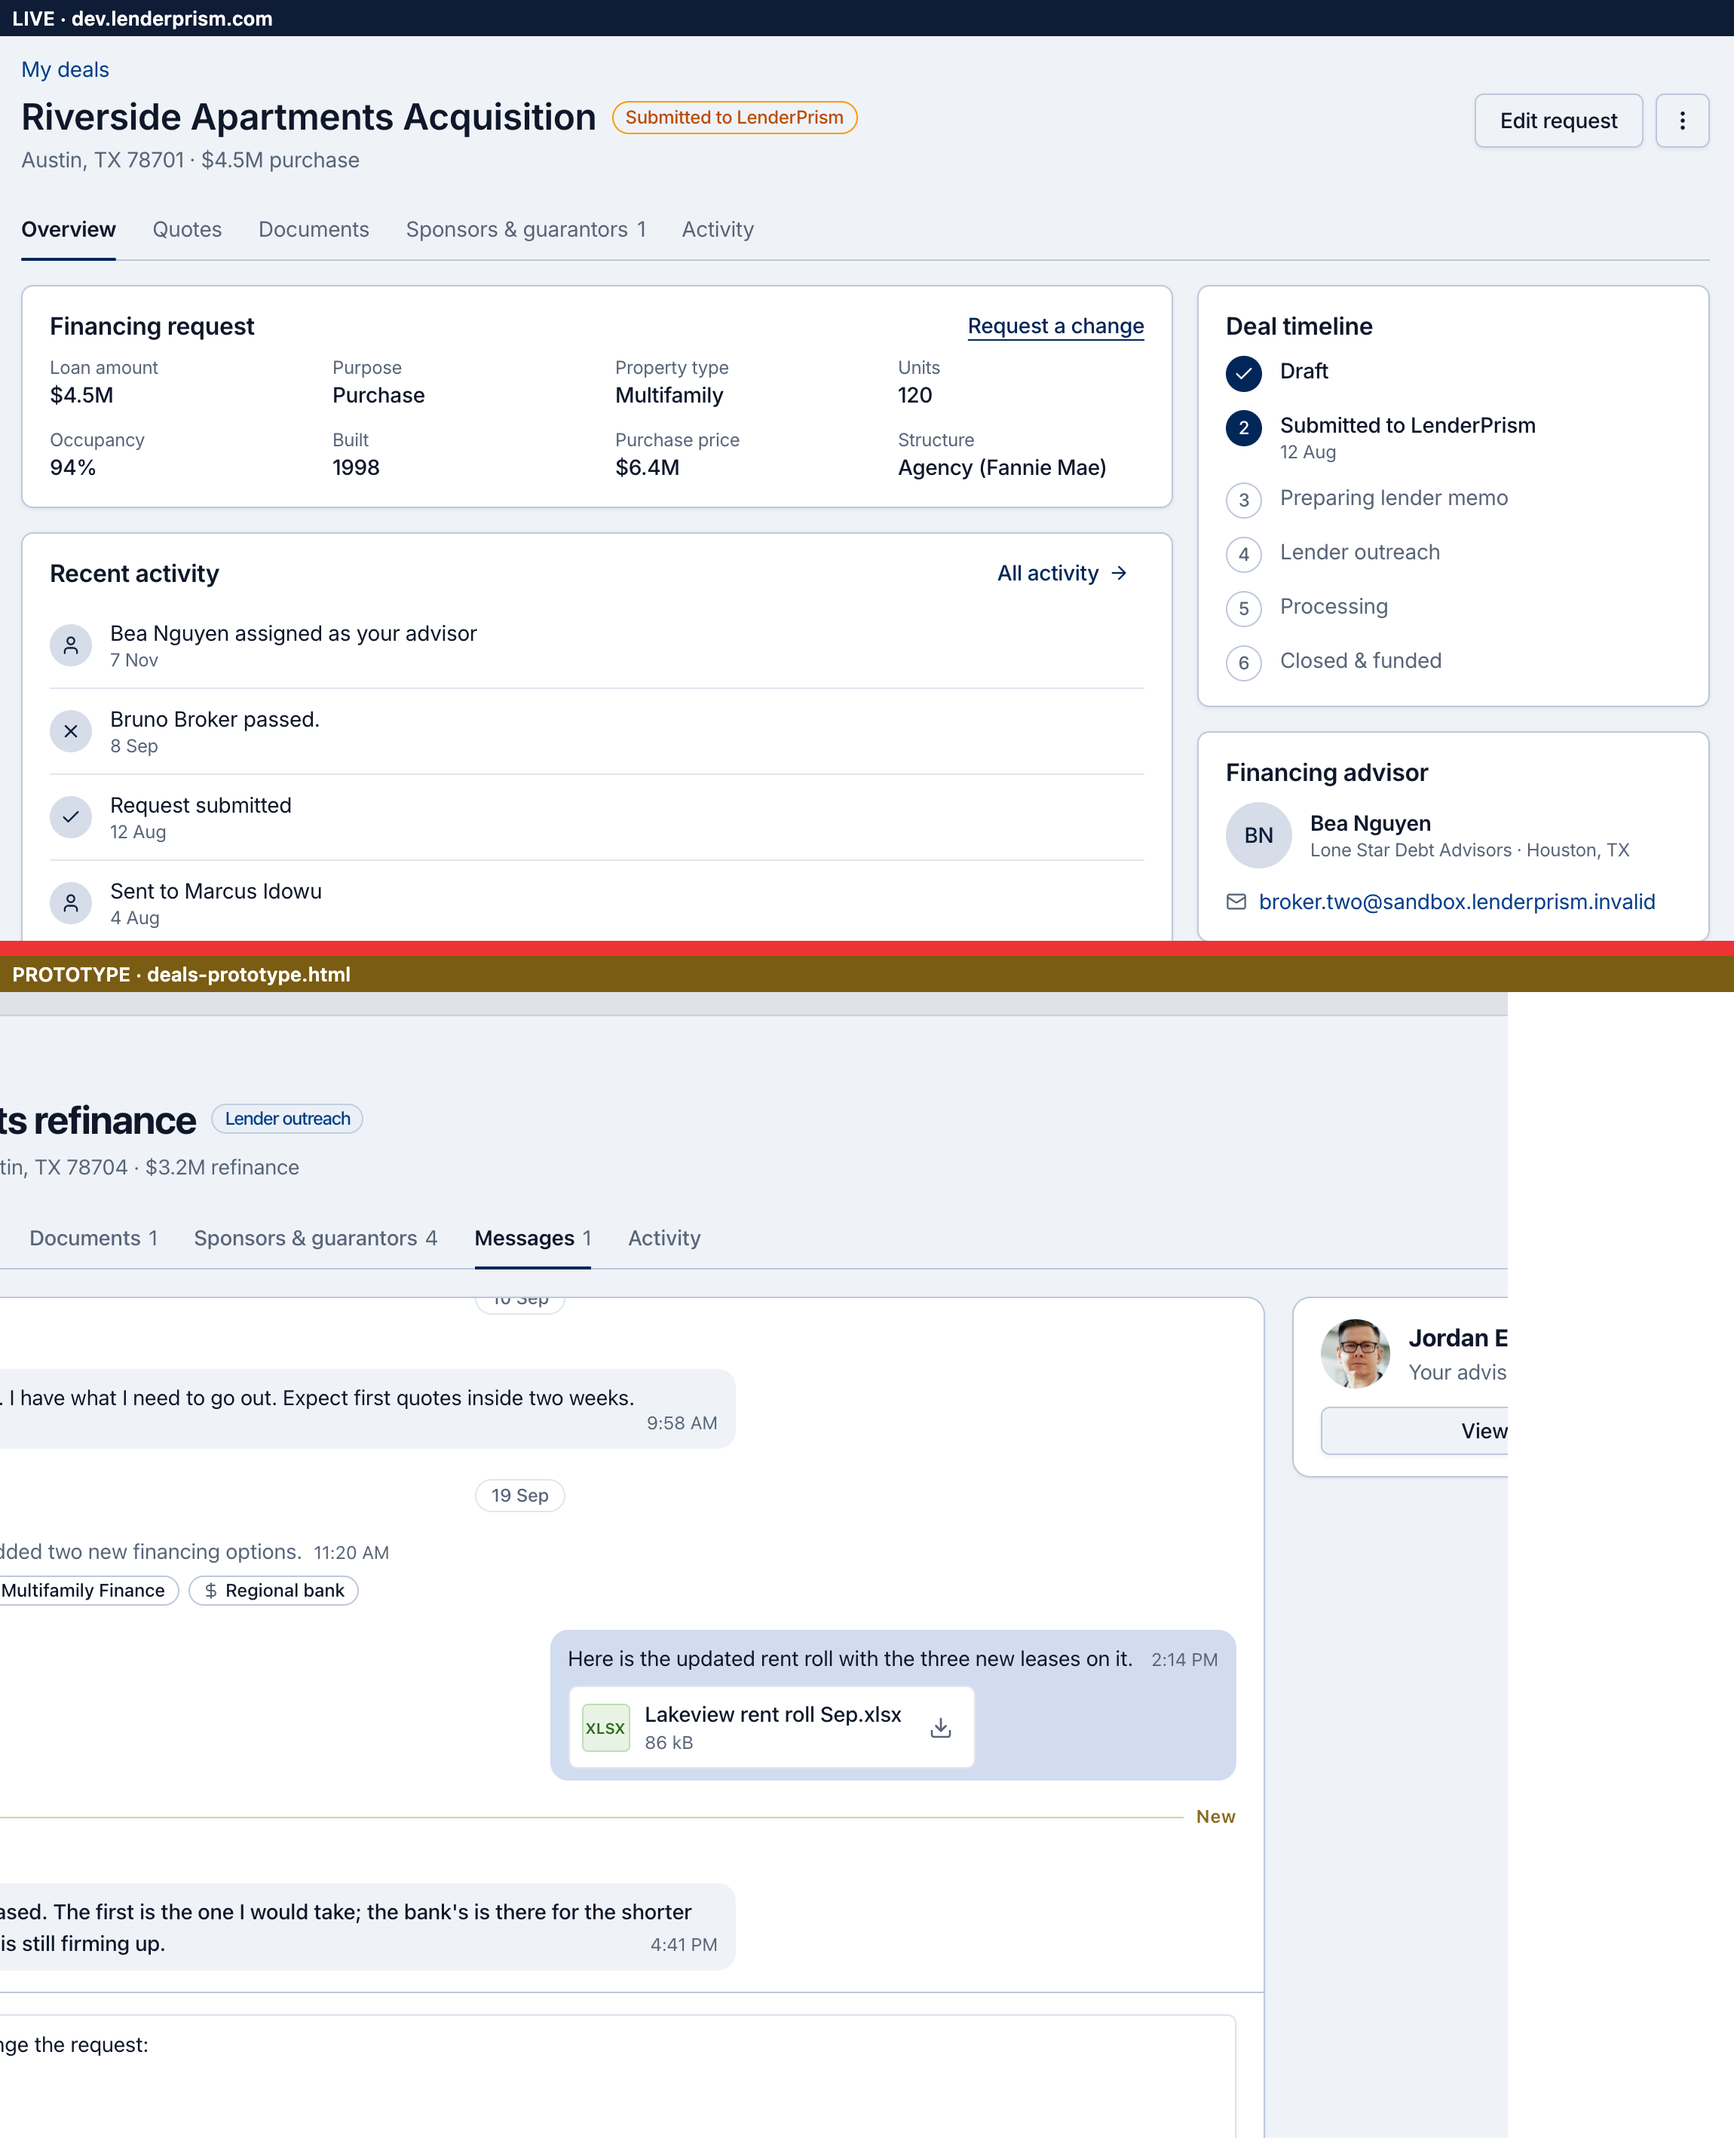 LIVE · dev.lenderprism.com
My deals
Riverside Apartments Acquisition Submitted to LenderPrism
Edit request
Austin, TX 78701 · $4.5M purchase
Overview Quotes Documents Sponsors & guarantors 1 Activity
Financing request Request a change
Loan amount Purpose Property type Units
$4.5M Purchase Multifamily 120
Occupancy Built Purchase price Structure
94% 1998 $6.4M Agency (Fannie Mae)
Recent activity All activity
Bea Nguyen assigned as your advisor
7 Nov
Bruno Broker passed.
8 Sep
Request submitted
12 Aug
Sent to Marcus Idowu
4 Aug
Deal timeline
Draft
2 Submitted to LenderPrism
12 Aug
3 Preparing lender memo
4 Lender outreach
5 Processing
6 Closed & funded
Financing advisor
BN
Bea Nguyen
Lone Star Debt Advisors · Houston, TX
broker.two@sandbox.lenderprism.invalid
PROTOTYPE · deals-prototype.html
ts refinance Lender outreach
tin, TX 78704 · $3.2M refinance
Documents 1 Sponsors & guarantors 4 Messages 1 Activity
10 Sep
. I have what I need to go out. Expect first quotes inside two weeks.
9:58 AM
19 Sep
dded two new financing options. 11:20 AM
Multifamily Finance $ Regional bank
Here is the updated rent roll with the three new leases on it. 2:14 PM
XLSX
Lakeview rent roll Sep.xlsx
86 kB
New
ased. The first is the one I would take; the bank's is there for the shorter
is still firming up. 4:41 PM
nge the request:
Jordan E
Your advis
View